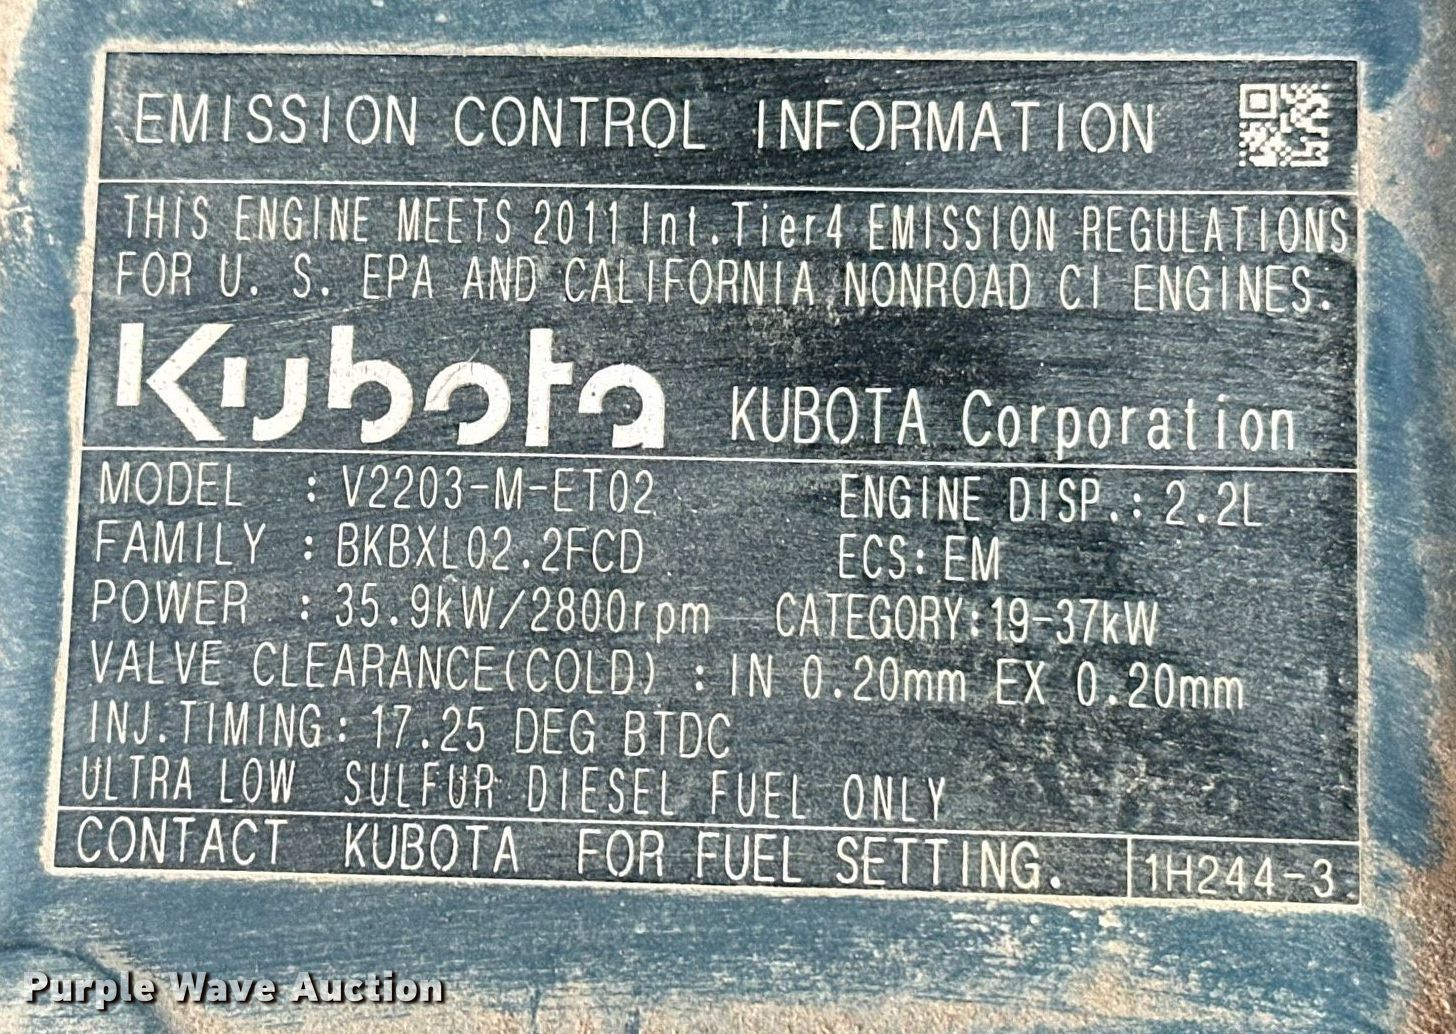 EMISSION CONTROL INFORMATION
THIS ENGINE MEETS 2011 Int.Tier4 EMISSION REGULATIONS
FOR U. S. EPA AND CALIFORNIA NONROAD CI ENGINES.
Kubota KUBOTA Corporation
MODEL : V2203-M-ET02 ENGINE DISP.: 2.2L
FAMILY : BKBXL02.2FCD ECS: EM
POWER : 35.9kW/2800rpm CATEGORY:19-37kW
VALVE CLEARANCE(COLD) : IN 0.20mm EX 0.20mm
INJ.TIMING: 17.25 DEG BTDC
ULTRA LOW SULFUR DIESEL FUEL ONLY
CONTACT KUBOTA FOR FUEL SETTING. 1H244-3
Purple Wave Auction